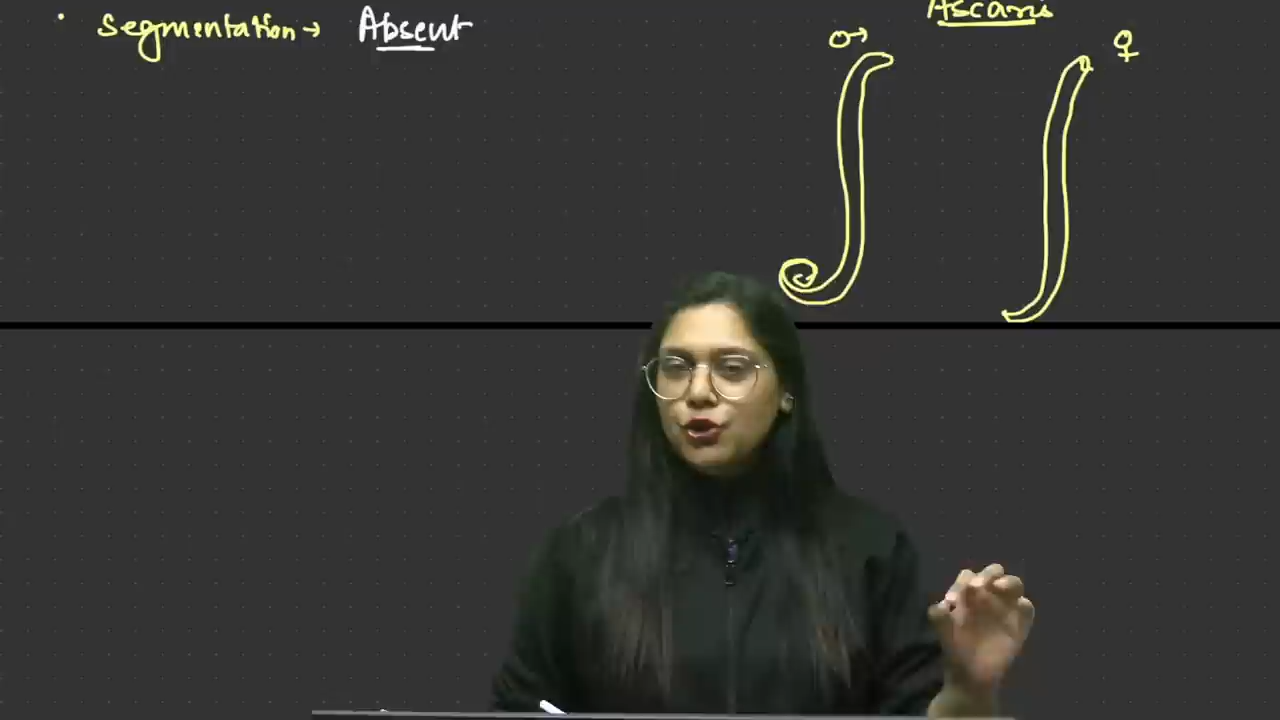 • Segmentation → Absent
Ascaris
♂ ♀